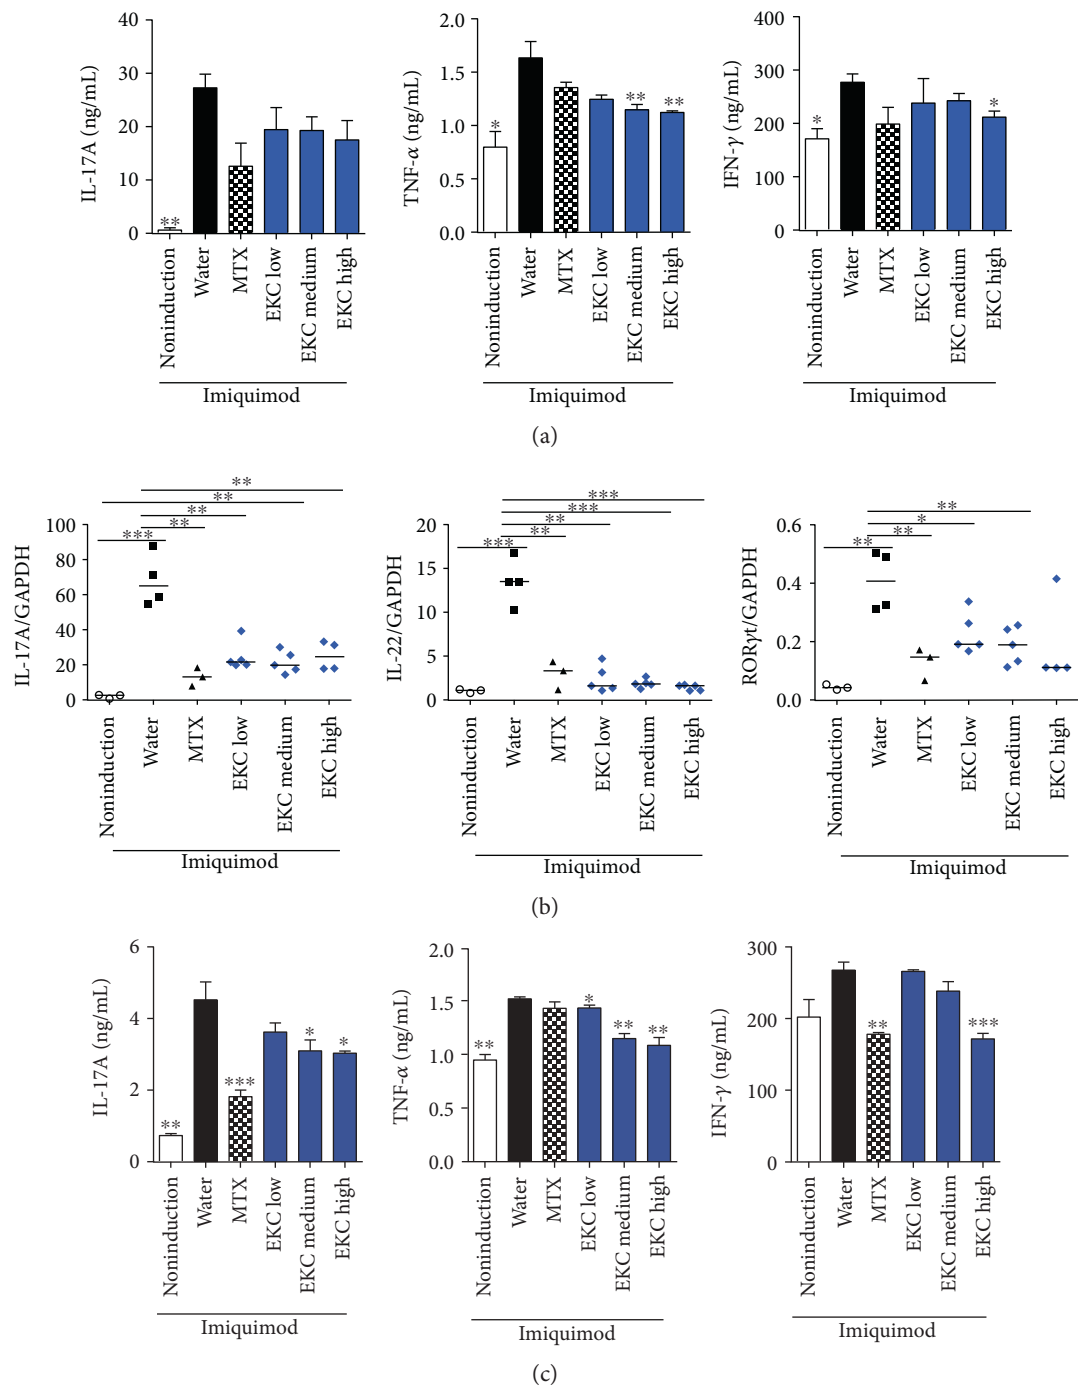 IL-17A (ng/mL)
40
30
20
10
0
**
Noninduction
Water
MTX
EKC low
EKC medium
EKC high
Imiquimod
TNF-α (ng/mL)
2.0
1.5
1.0
0.5
0.0
*
**
**
Noninduction
Water
MTX
EKC low
EKC medium
EKC high
Imiquimod
IFN-γ (ng/mL)
400
300
200
100
0
*
*
Noninduction
Water
MTX
EKC low
EKC medium
EKC high
Imiquimod
(a)
IL-17A/GAPDH
100
80
60
40
20
0
**
**
**
**
***
Noninduction
Water
MTX
EKC low
EKC medium
EKC high
Imiquimod
IL-22/GAPDH
20
15
10
5
0
***
***
**
**
***
Noninduction
Water
MTX
EKC low
EKC medium
EKC high
Imiquimod
RORγt/GAPDH
0.6
0.4
0.2
0.0
**
*
**
**
Noninduction
Water
MTX
EKC low
EKC medium
EKC high
Imiquimod
(b)
IL-17A (ng/mL)
6
4
2
0
**
***
*
*
Noninduction
Water
MTX
EKC low
EKC medium
EKC high
Imiquimod
TNF-α (ng/mL)
2.0
1.5
1.0
0.5
0.0
**
*
**
**
Noninduction
Water
MTX
EKC low
EKC medium
EKC high
Imiquimod
IFN-γ (ng/mL)
300
200
100
0
**
***
Noninduction
Water
MTX
EKC low
EKC medium
EKC high
Imiquimod
(c)